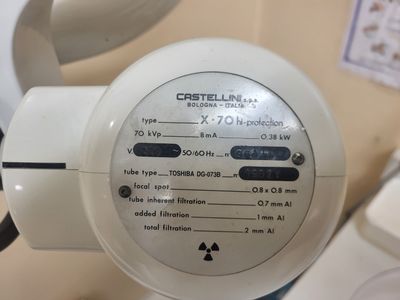 CASTELLINI s.p.a.
BOLOGNA - ITALIA
type X-70 hi-protection
70 kVp 8mA 0.38 kW
V 50/60 Hz n
tube type TOSHIBA DG-073B n
focal spot 0.8 x 0.8 mm
tube inherent filtration 0.7 mm Al
added filtration 1 mm Al
total filtration 2 mm Al